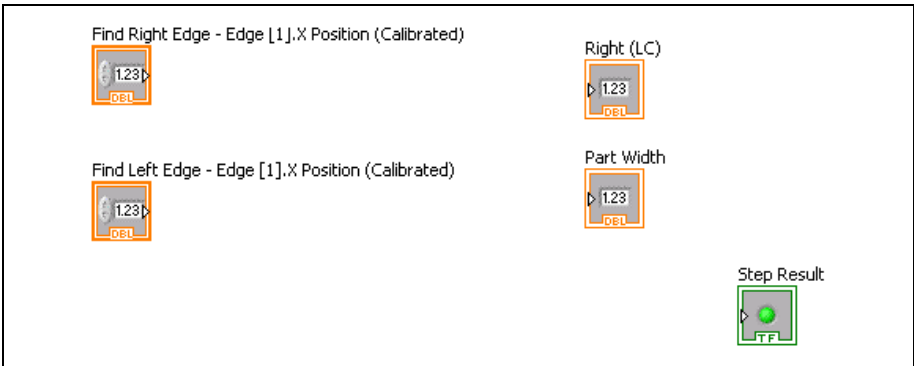 Find Right Edge - Edge [1].X Position (Calibrated)
1.23
DBL
Right (LC)
1.23
DBL
Find Left Edge - Edge [1].X Position (Calibrated)
1.23
DBL
Part Width
1.23
DBL
Step Result
TF